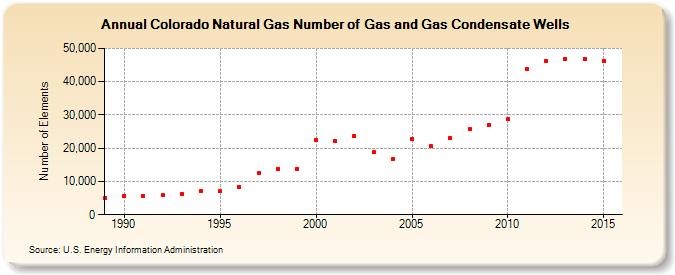 Annual Colorado Natural Gas Number of Gas and Gas Condensate Wells
Number of Elements
50,000
40,000
30,000
20,000
10,000
0
1990 1995 2000 2005 2010 2015
Source: U.S. Energy Information Administration